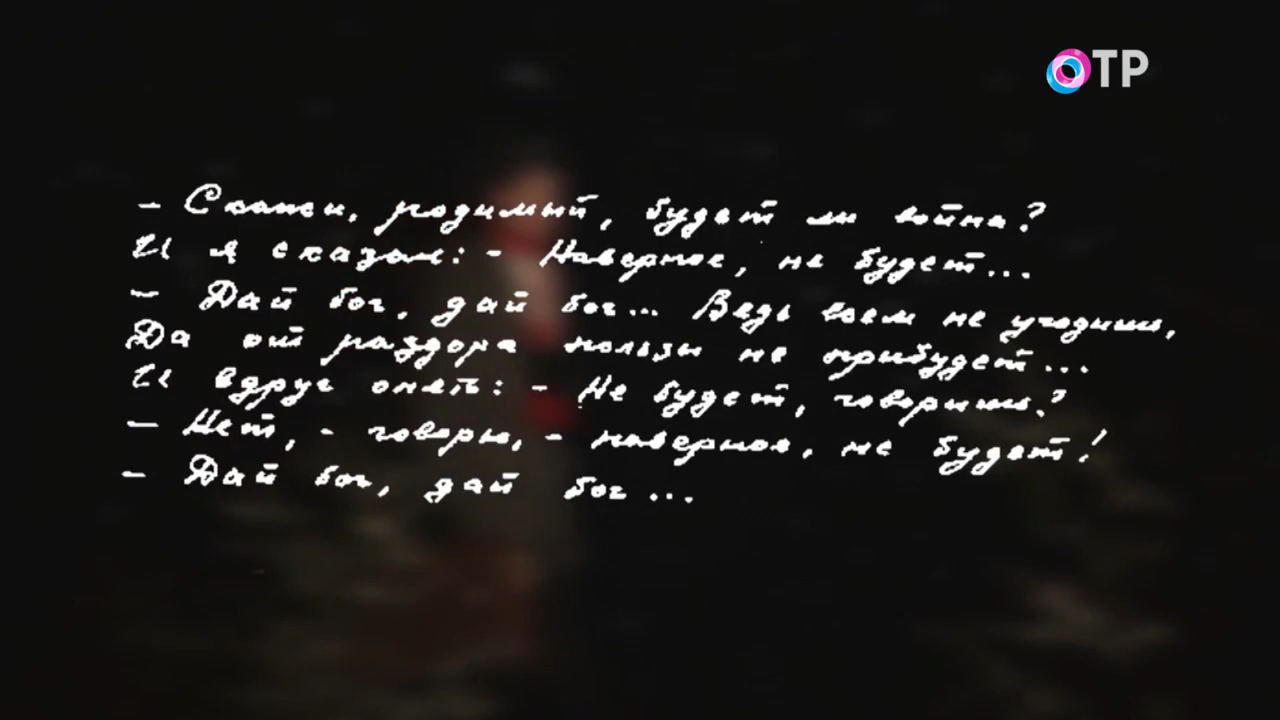 ОТР
- Скажи, родимый, будет ли война?
И я сказал: - Наверное, не будет...
- Дай бог, дай бог... Ведь всем не угодишь,
Да от раздора пользы не прибудет...
И вдруг опять: - Не будет, говоришь?
- Нет, - говорю, - наверное, не будет!
- Дай бог, дай бог...